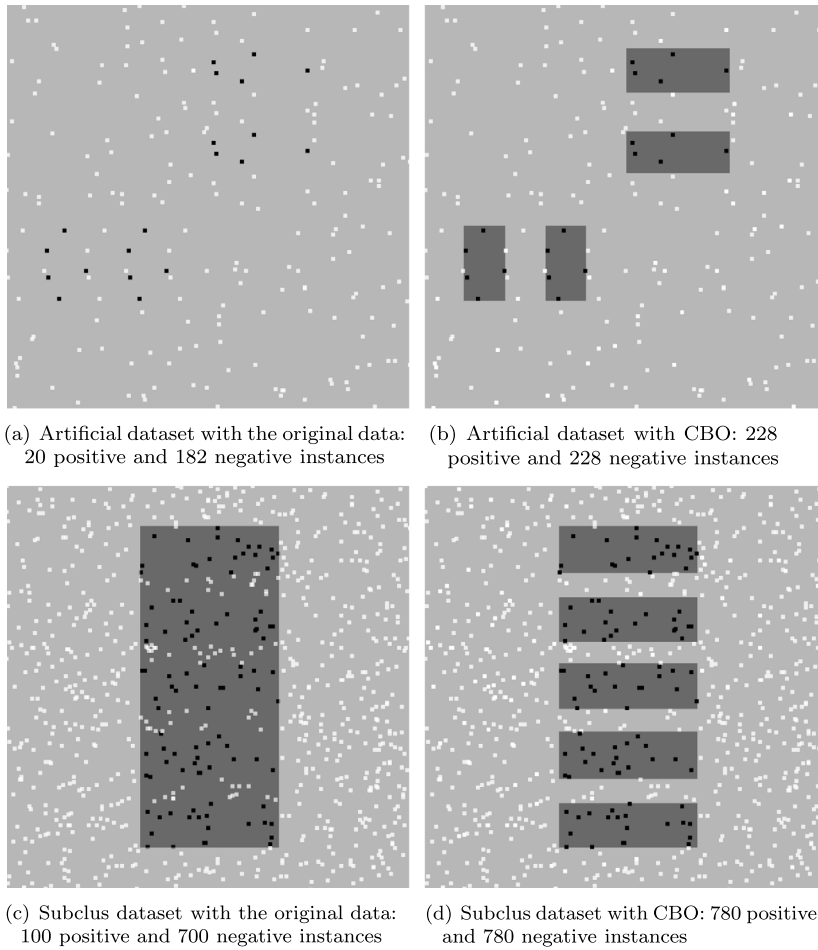 (a) Artificial dataset with the original data:
20 positive and 182 negative instances
(b) Artificial dataset with CBO: 228
positive and 228 negative instances
(c) Subclus dataset with the original data:
100 positive and 700 negative instances
(d) Subclus dataset with CBO: 780 positive
and 780 negative instances